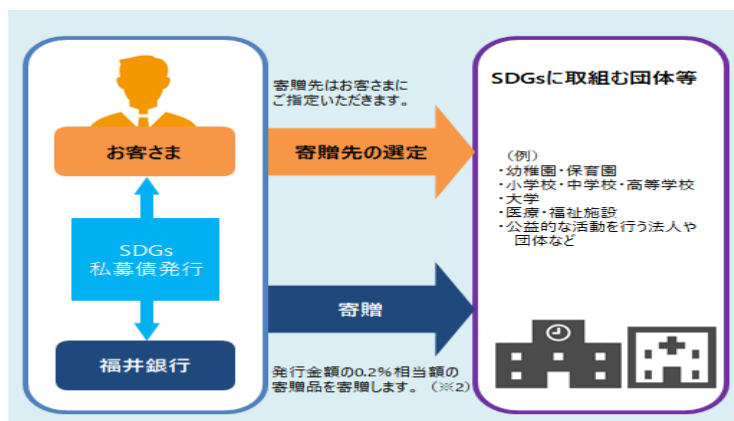 お客さま
SDGs
私募債発行
福井銀行
寄贈先はお客さまに
ご指定いただきます。
寄贈先の選定
寄贈
発行金額の0.2%相当額の
寄贈品を寄贈します。（※2）
SDGsに取組む団体等
（例）
・幼稚園・保育園
・小学校・中学校・高等学校
・大学
・医療・福祉施設
・公益的な活動を行う法人や
団体など